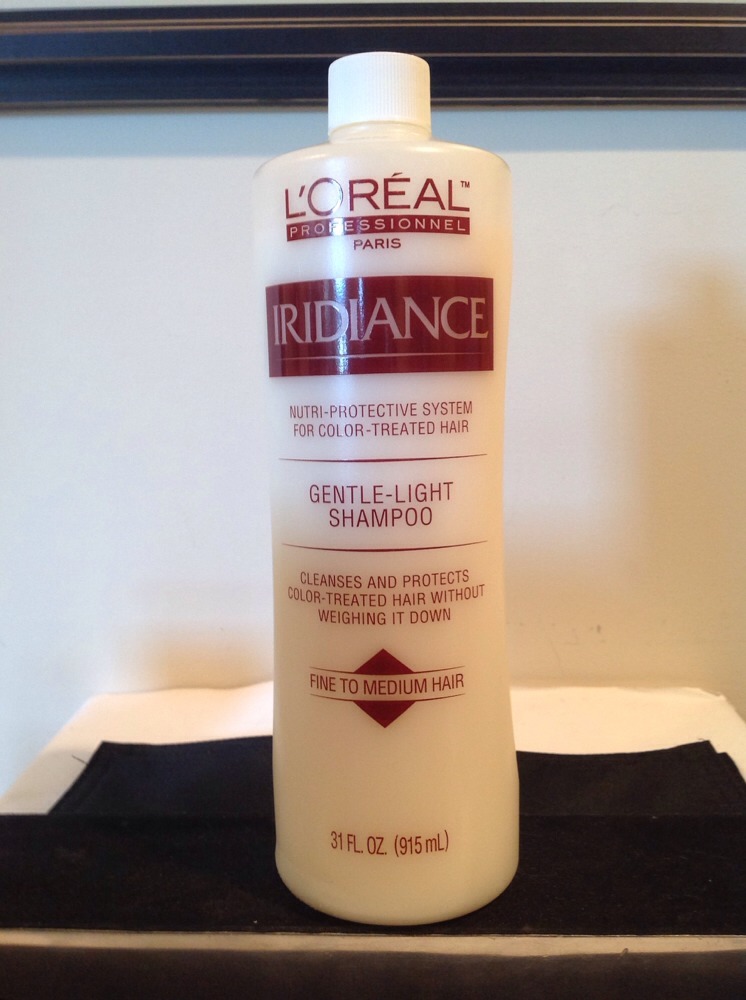 L'ORÉAL™
PROFESSIONNEL
PARIS
IRIDIANCE
NUTRI-PROTECTIVE SYSTEM
FOR COLOR-TREATED HAIR
GENTLE-LIGHT
SHAMPOO
CLEANSES AND PROTECTS
COLOR-TREATED HAIR WITHOUT
WEIGHING IT DOWN
FINE TO MEDIUM HAIR
31 FL. OZ. (915 mL)